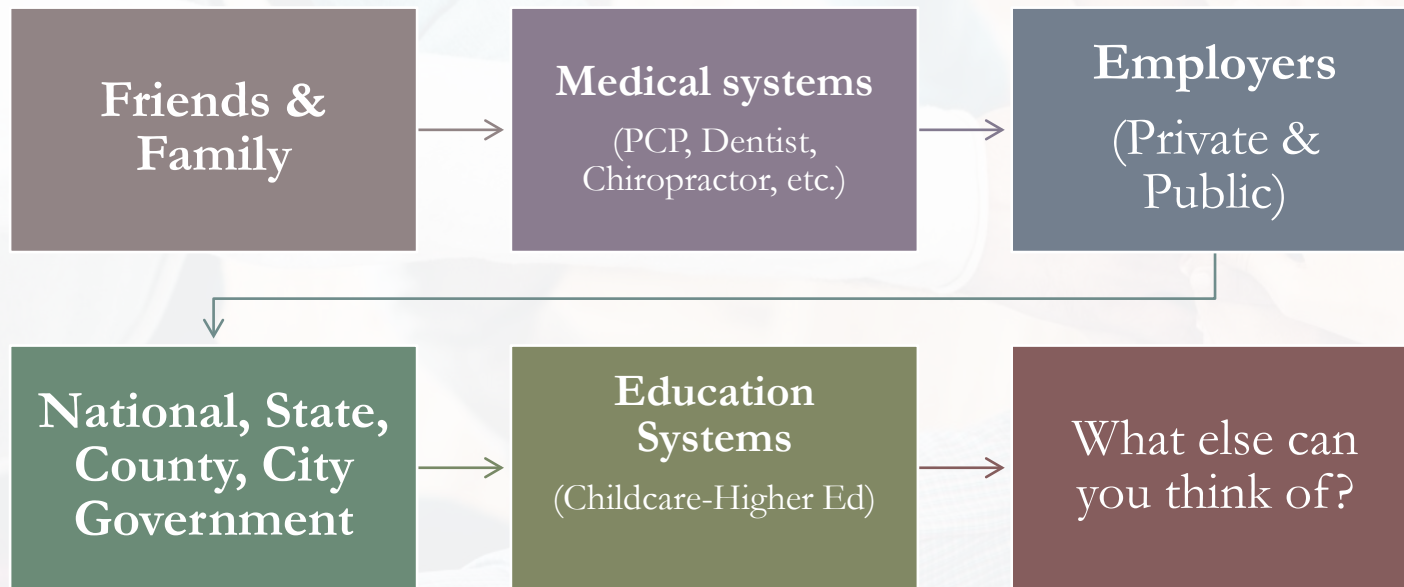 Friends &
Family
Medical systems
(PCP, Dentist,
Chiropractor, etc.)
Employers
(Private &
Public)
National, State,
County, City
Government
Education
Systems
(Childcare-Higher Ed)
What else can
you think of?